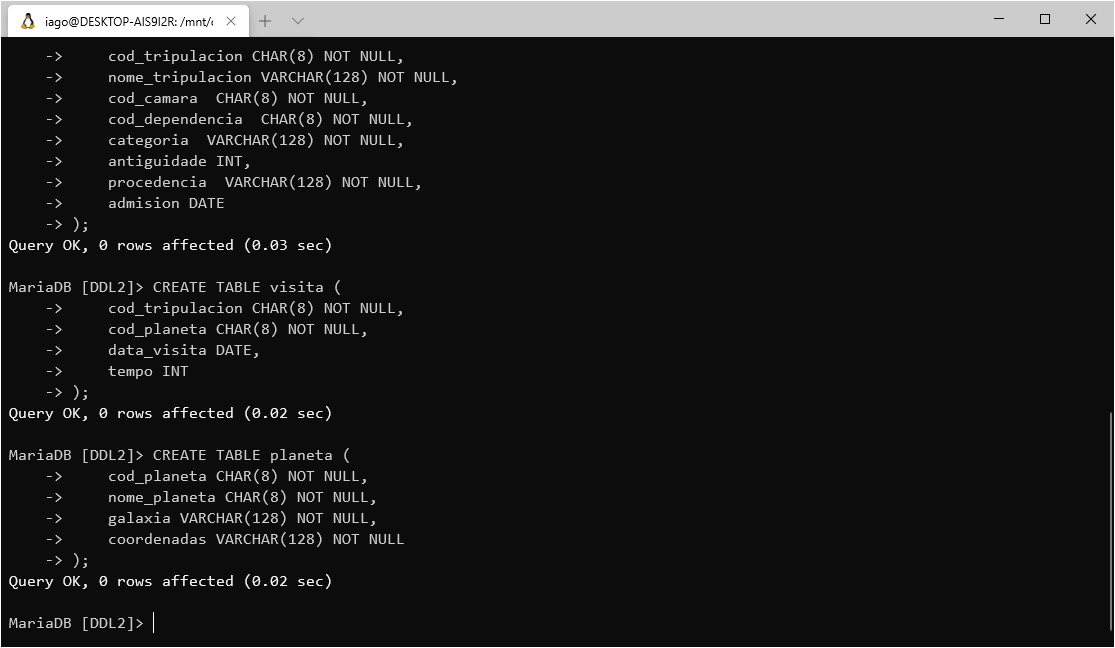 iago@DESKTOP-AIS9I2R: /mnt/
    ->     cod_tripulacion CHAR(8) NOT NULL,
    ->     nome_tripulacion VARCHAR(128) NOT NULL,
    ->     cod_camara  CHAR(8) NOT NULL,
    ->     cod_dependencia  CHAR(8) NOT NULL,
    ->     categoria  VARCHAR(128) NOT NULL,
    ->     antiguidade INT,
    ->     procedencia  VARCHAR(128) NOT NULL,
    ->     admision DATE
    -> );
Query OK, 0 rows affected (0.03 sec)
MariaDB [DDL2]> CREATE TABLE visita (
    ->     cod_tripulacion CHAR(8) NOT NULL,
    ->     cod_planeta CHAR(8) NOT NULL,
    ->     data_visita DATE,
    ->     tempo INT
    -> );
Query OK, 0 rows affected (0.02 sec)
MariaDB [DDL2]> CREATE TABLE planeta (
    ->     cod_planeta CHAR(8) NOT NULL,
    ->     nome_planeta CHAR(8) NOT NULL,
    ->     galaxia VARCHAR(128) NOT NULL,
    ->     coordenadas VARCHAR(128) NOT NULL
    -> );
Query OK, 0 rows affected (0.02 sec)
MariaDB [DDL2]>